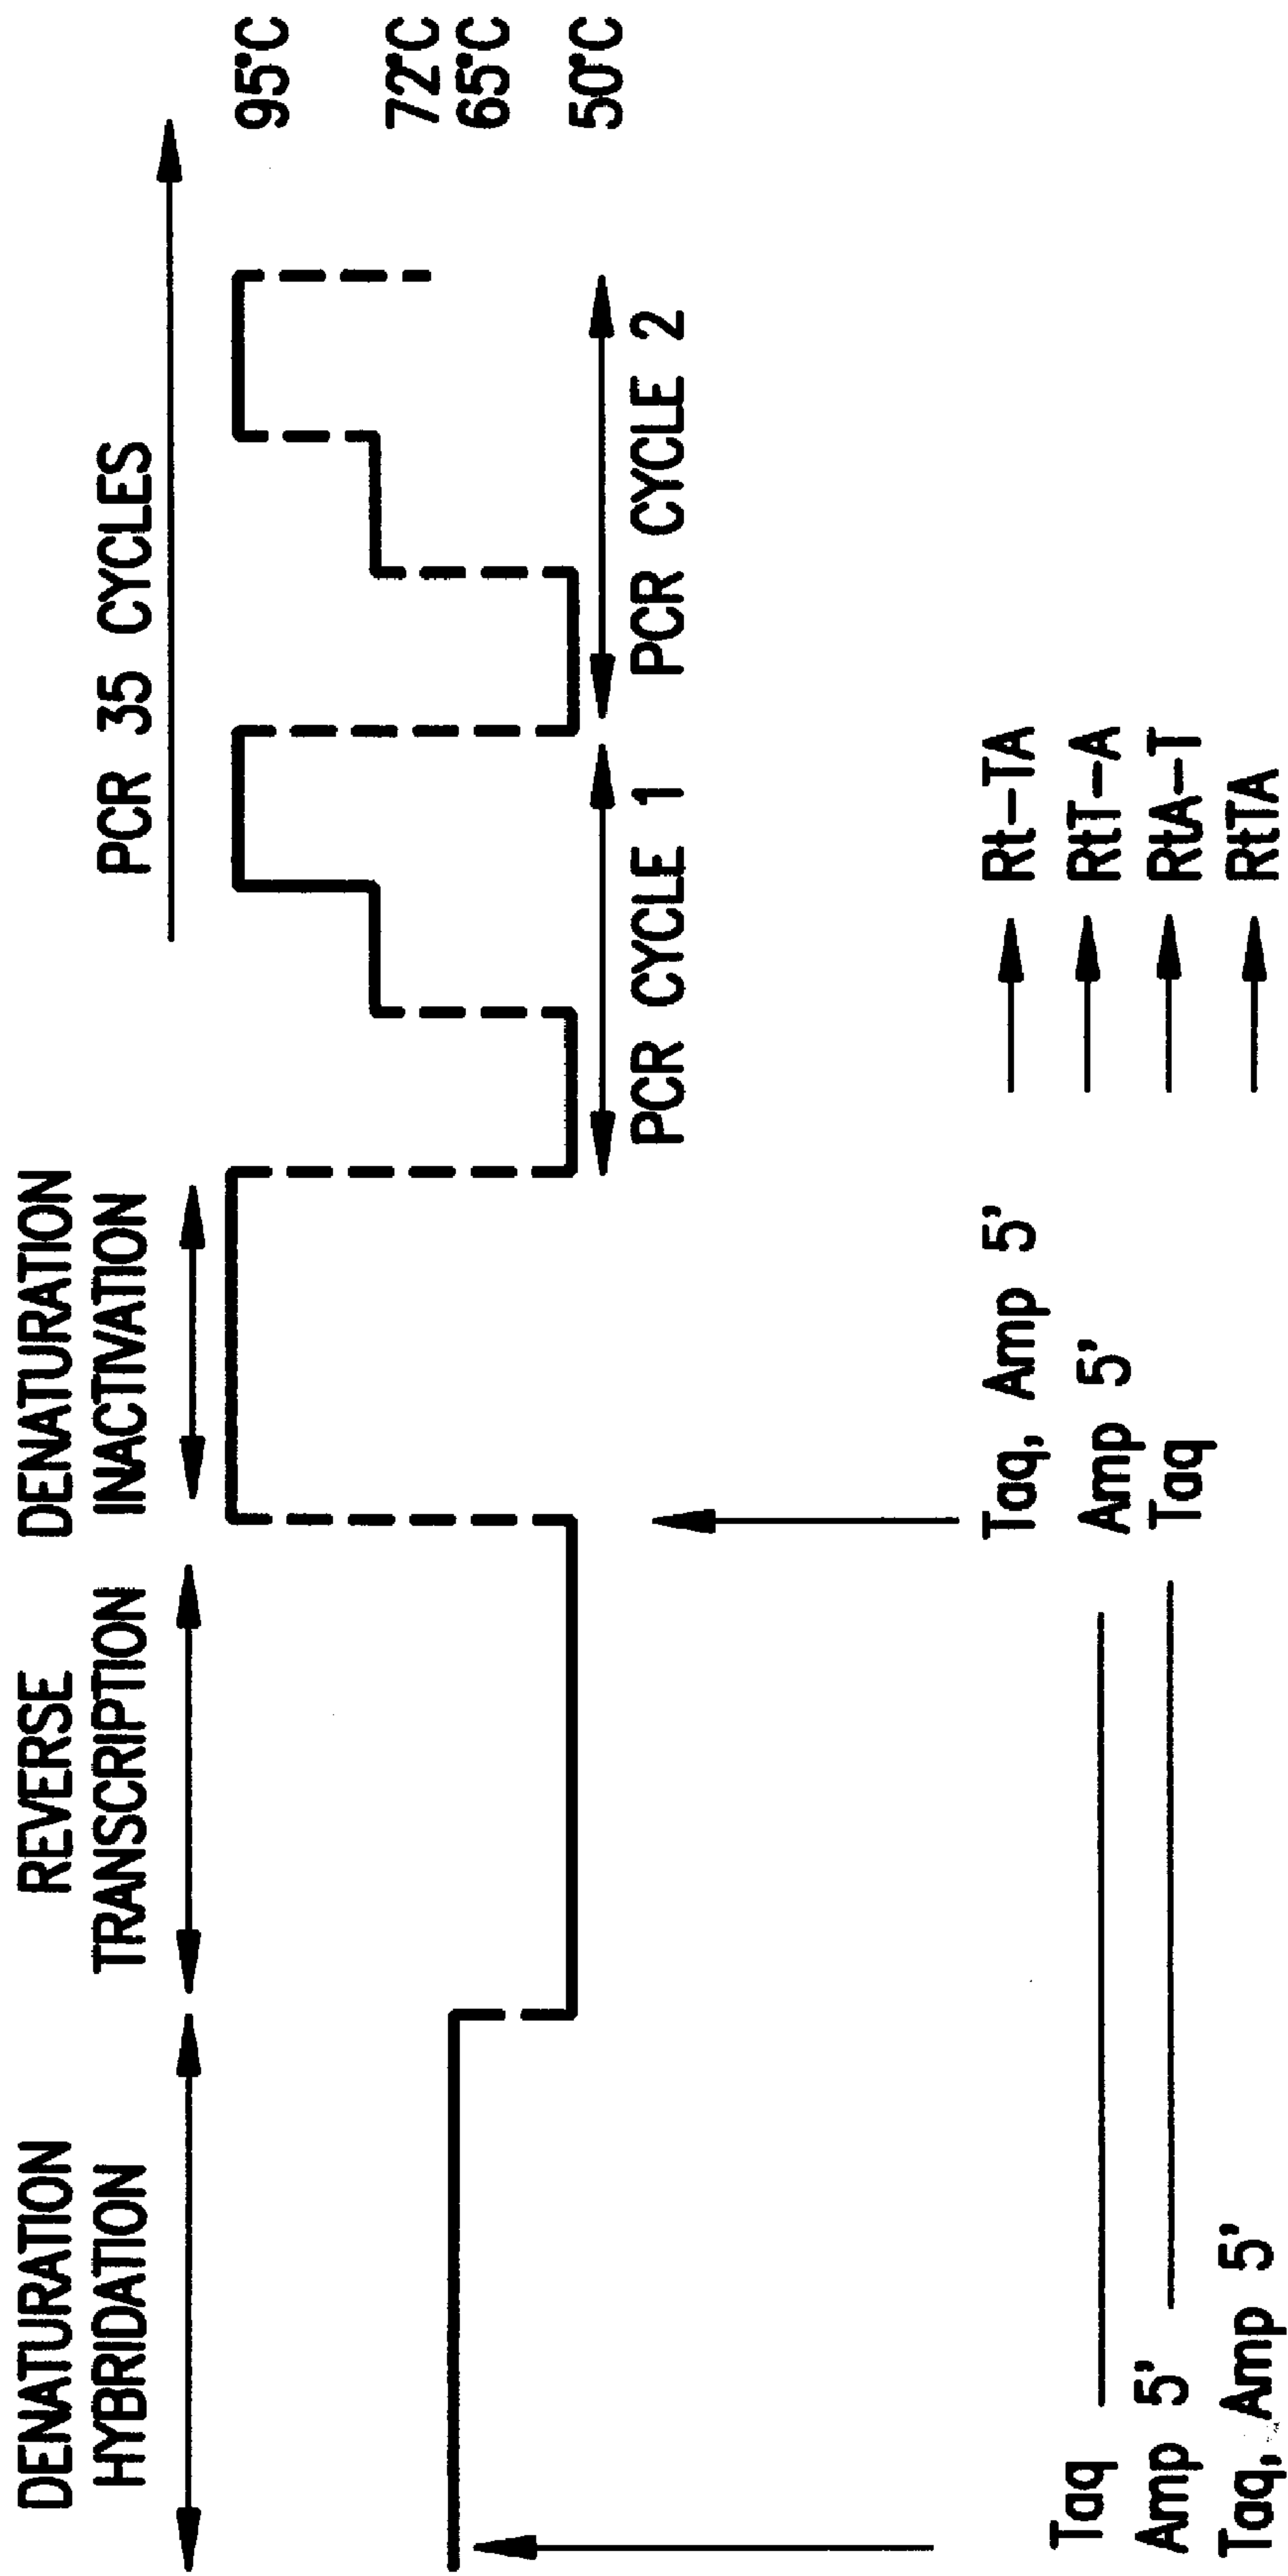 DENATURATION
HYBRIDATION
REVERSE
TRANSCRIPTION
DENATURATION
INACTIVATION
PCR 35 CYCLES
95°C
72°C
65°C
50°C
PCR CYCLE 1
PCR CYCLE 2
Taq, Amp 5' Rt-TA
Taq Amp 5' RtT-A
Amp 5' Taq RtA-T
Taq, Amp 5' RtTA